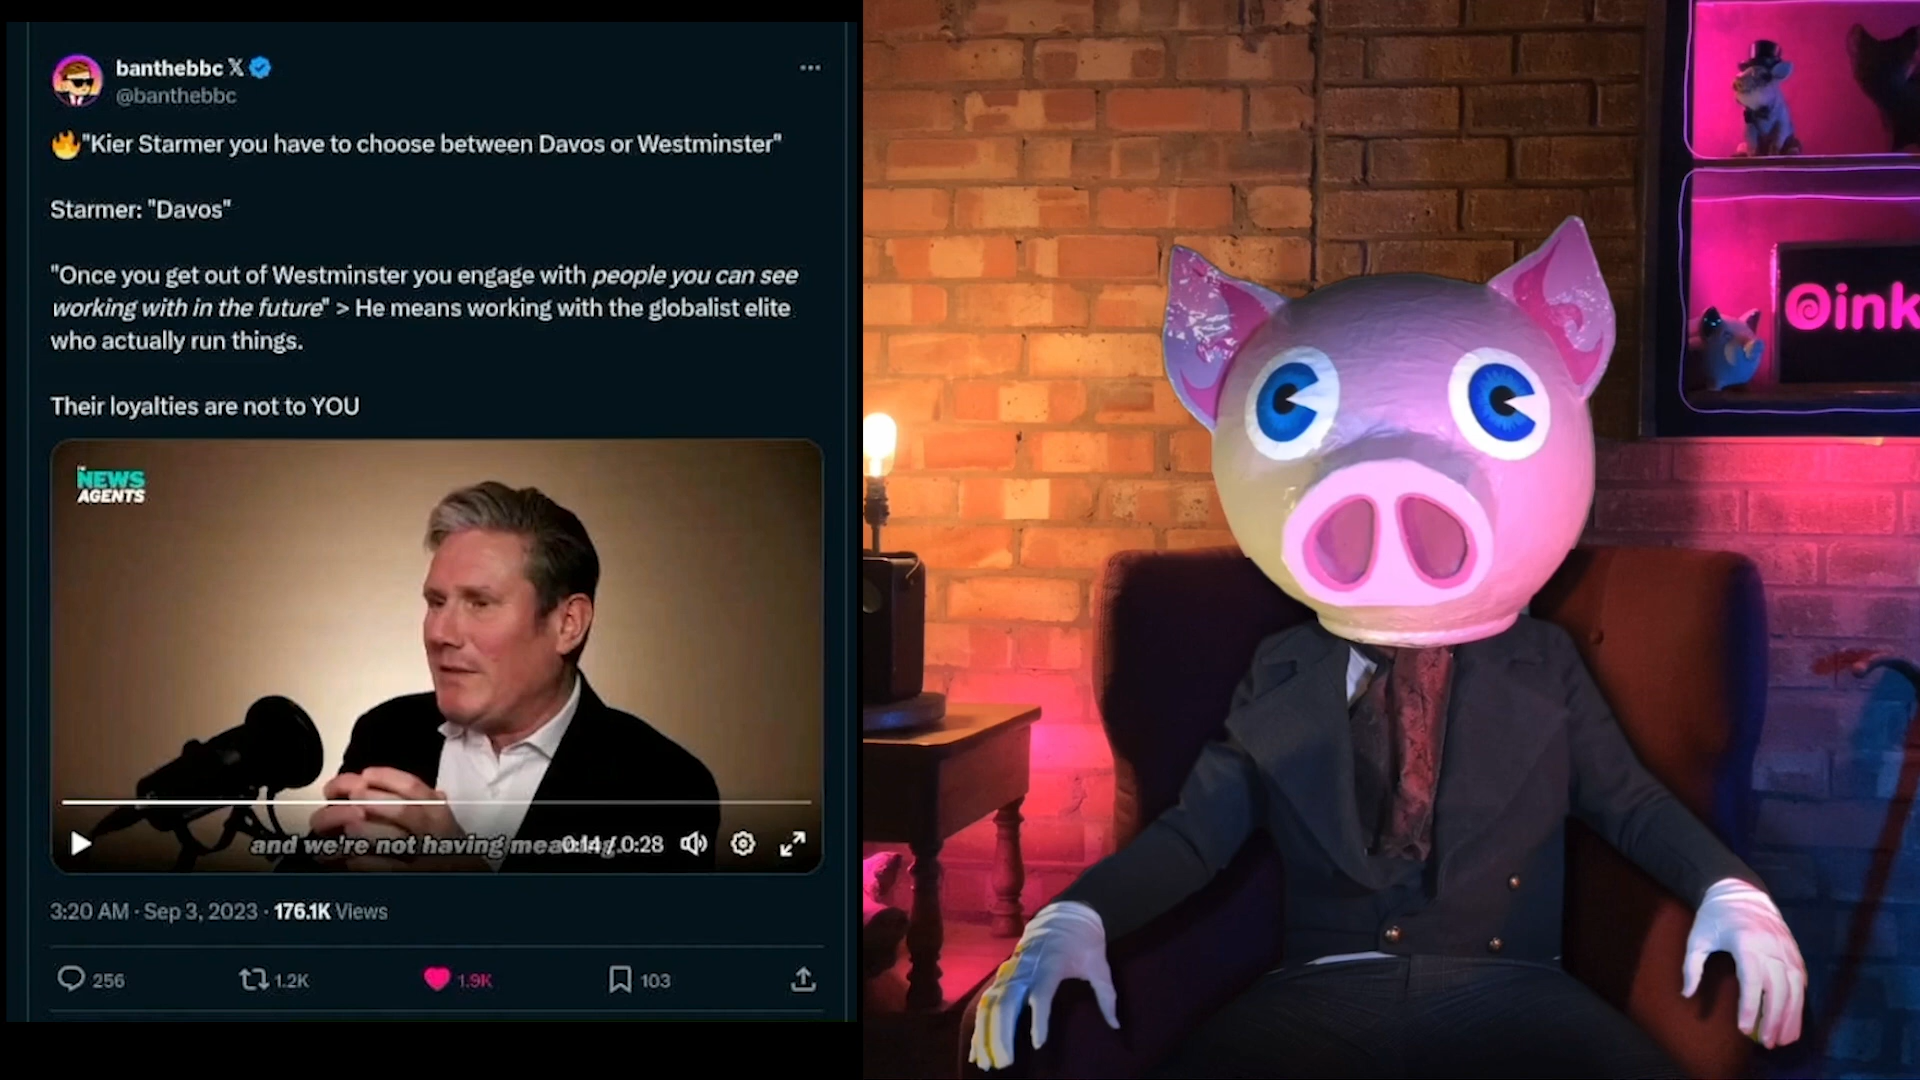 banthebbc X
@banthebbc
🔥"Kier Starmer you have to choose between Davos or Westminster"
Starmer: "Davos"
"Once you get out of Westminster you engage with people you can see
working with in the future" > He means working with the globalist elite
who actually run things.
Their loyalties are not to YOU
THE
NEWS
AGENTS
and we're not having
0:14 / 0:28
3:20 AM · Sep 3, 2023 · 176.1K Views
256
1.2K
1.9K
103
Oink